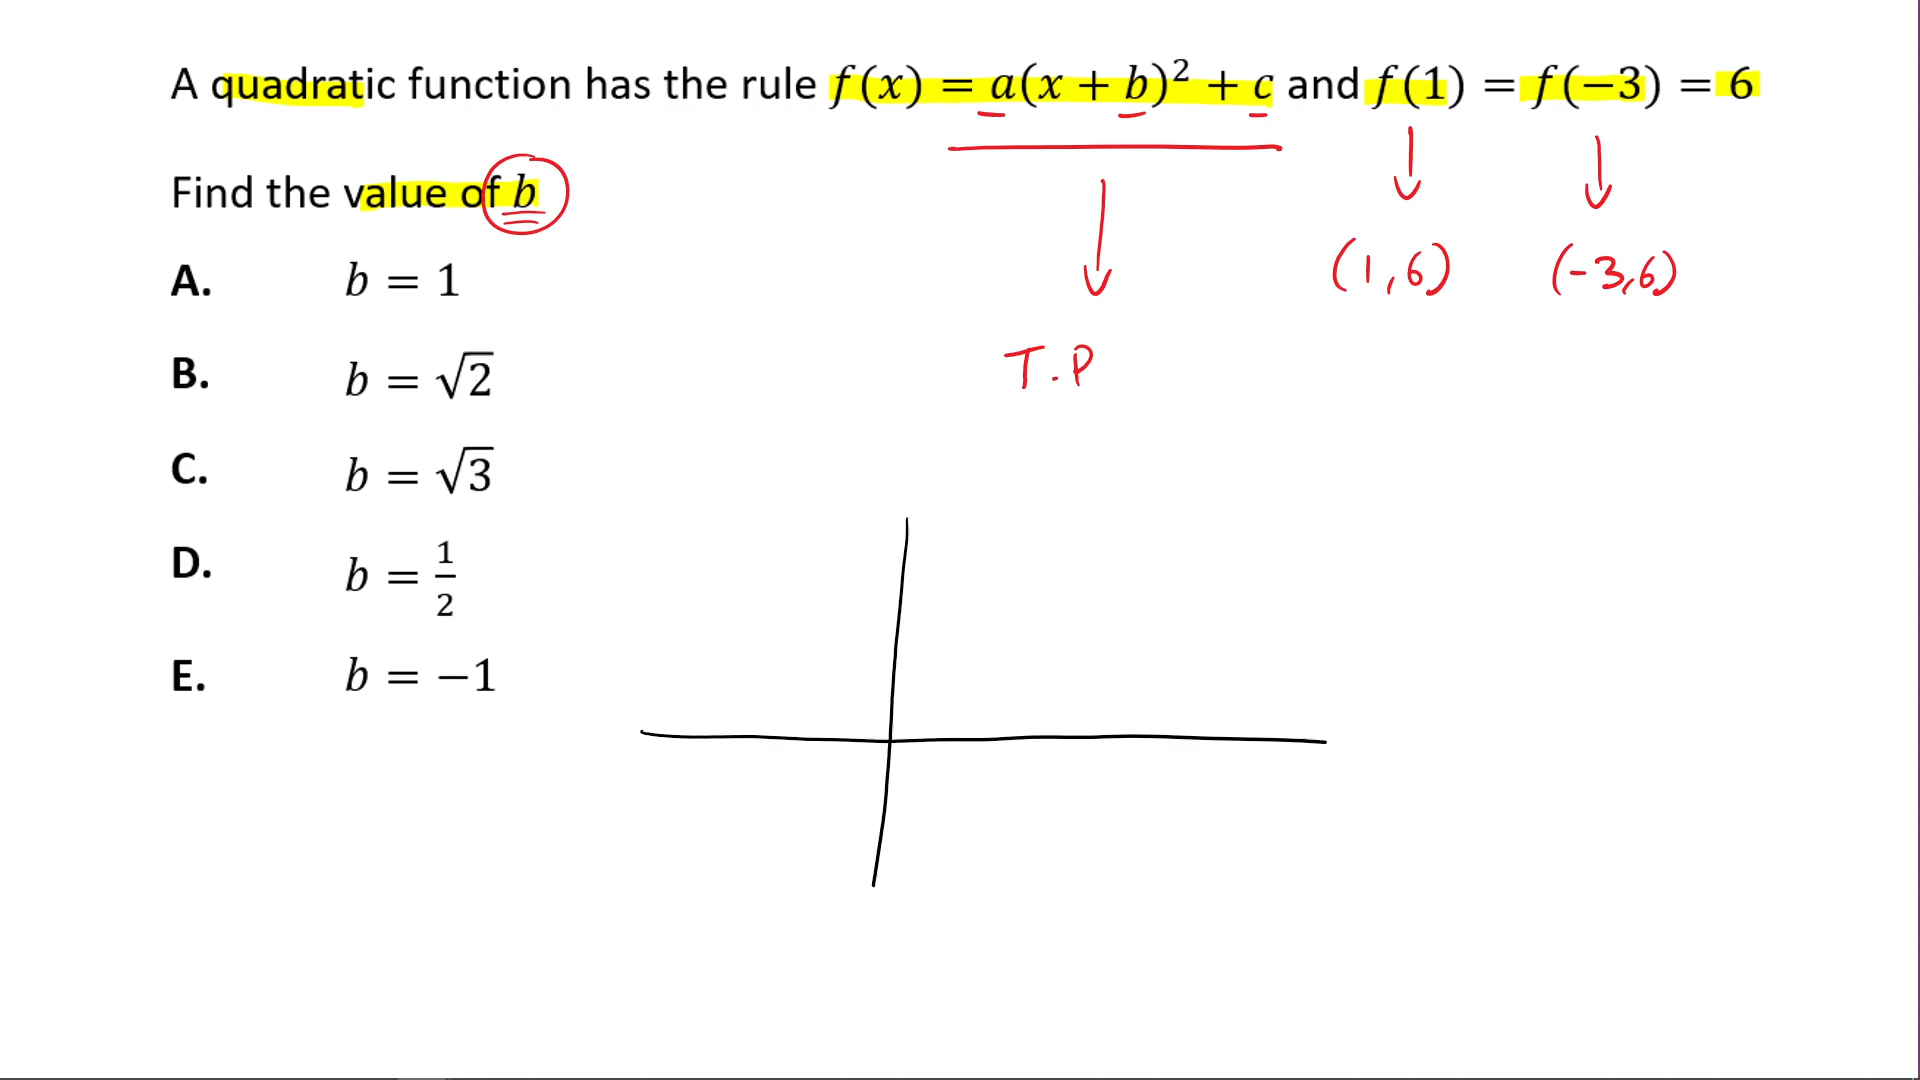 A quadratic function has the rule f(x) = a(x + b)² + c and f(1) = f(−3) = 6
Find the value of b
A. b = 1
B. b = √2
C. b = √3
D. b = 1/2
E. b = −1
(1,6) (-3,6)
T.P